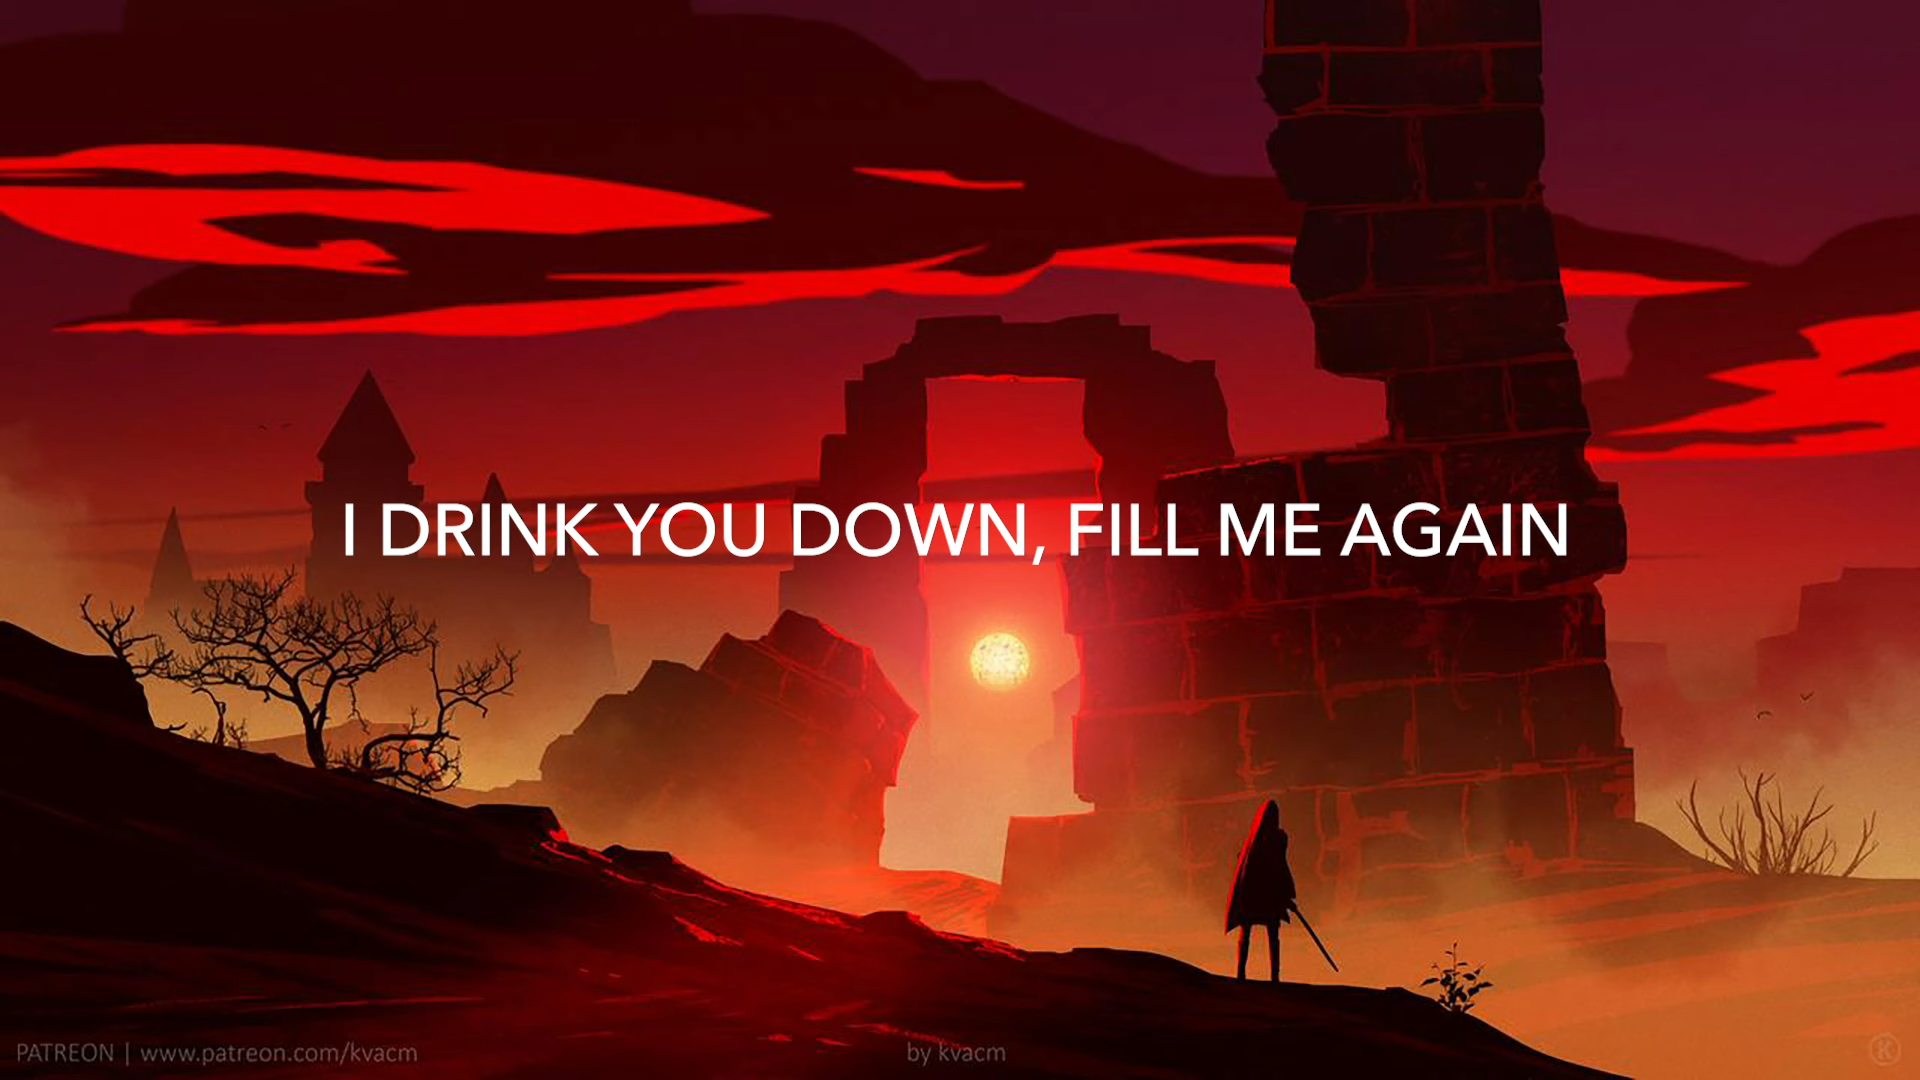 I DRINK YOU DOWN, FILL ME AGAIN
PATREON | www.patreon.com/kvacm
by kvacm
K